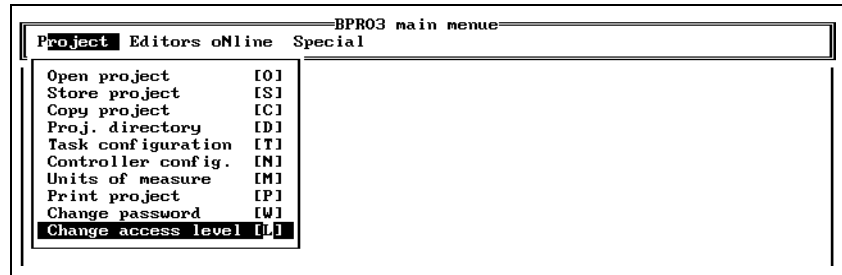 BPRO3 main menue
Project Editors oNline Special
Open project [O]
Store project [S]
Copy project [C]
Proj. directory [D]
Task configuration [T]
Controller config. [N]
Units of measure [M]
Print project [P]
Change password [W]
Change access level [L]